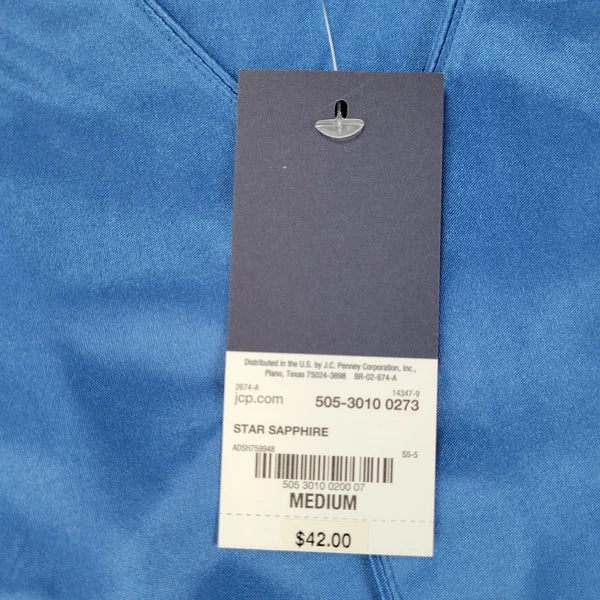 Distributed in the U.S. by J.C. Penney Corporation, Inc.,
Plano, Texas 75024-3698 BR-02-674-A
2674-A 14347-9
jcp.com 505-3010 0273
STAR SAPPHIRE
ADSH759948 S5-5
505 3010 0200 07
MEDIUM
$42.00